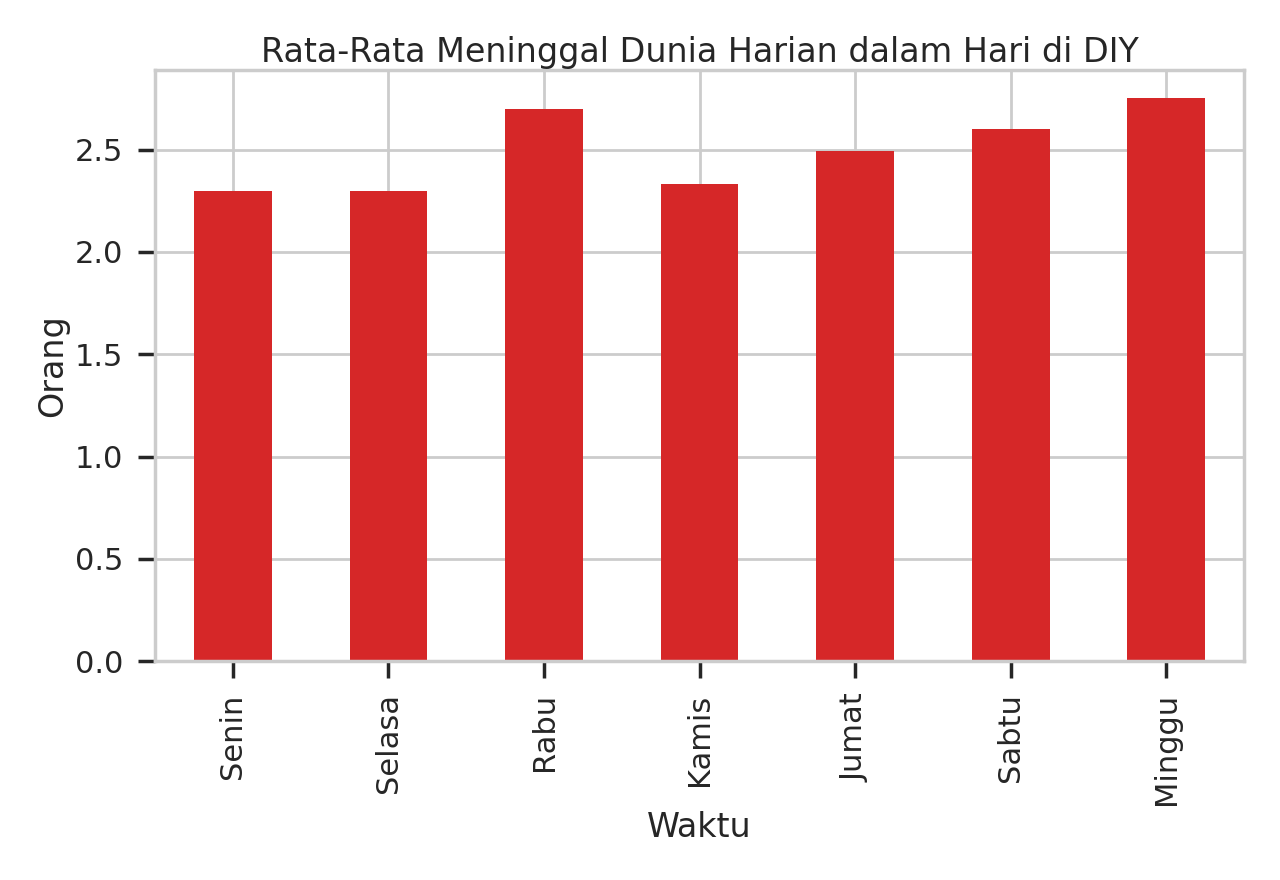 Rata-Rata Meninggal Dunia Harian dalam Hari di DIY
Orang
2.5
2.0
1.5
1.0
0.5
0.0
Senin
Selasa
Rabu
Kamis
Jumat
Sabtu
Minggu
Waktu